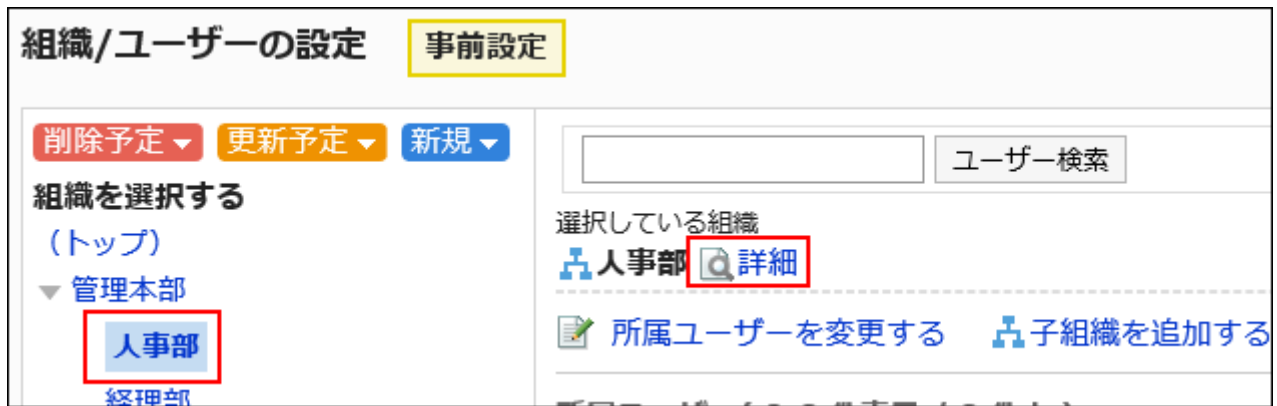 組織/ユーザーの設定 事前設定
削除予定 更新予定 新規
組織を選択する
(トップ)
管理本部
人事部
経理部
ユーザー検索
選択している組織
人事部 詳細
所属ユーザーを変更する 子組織を追加する